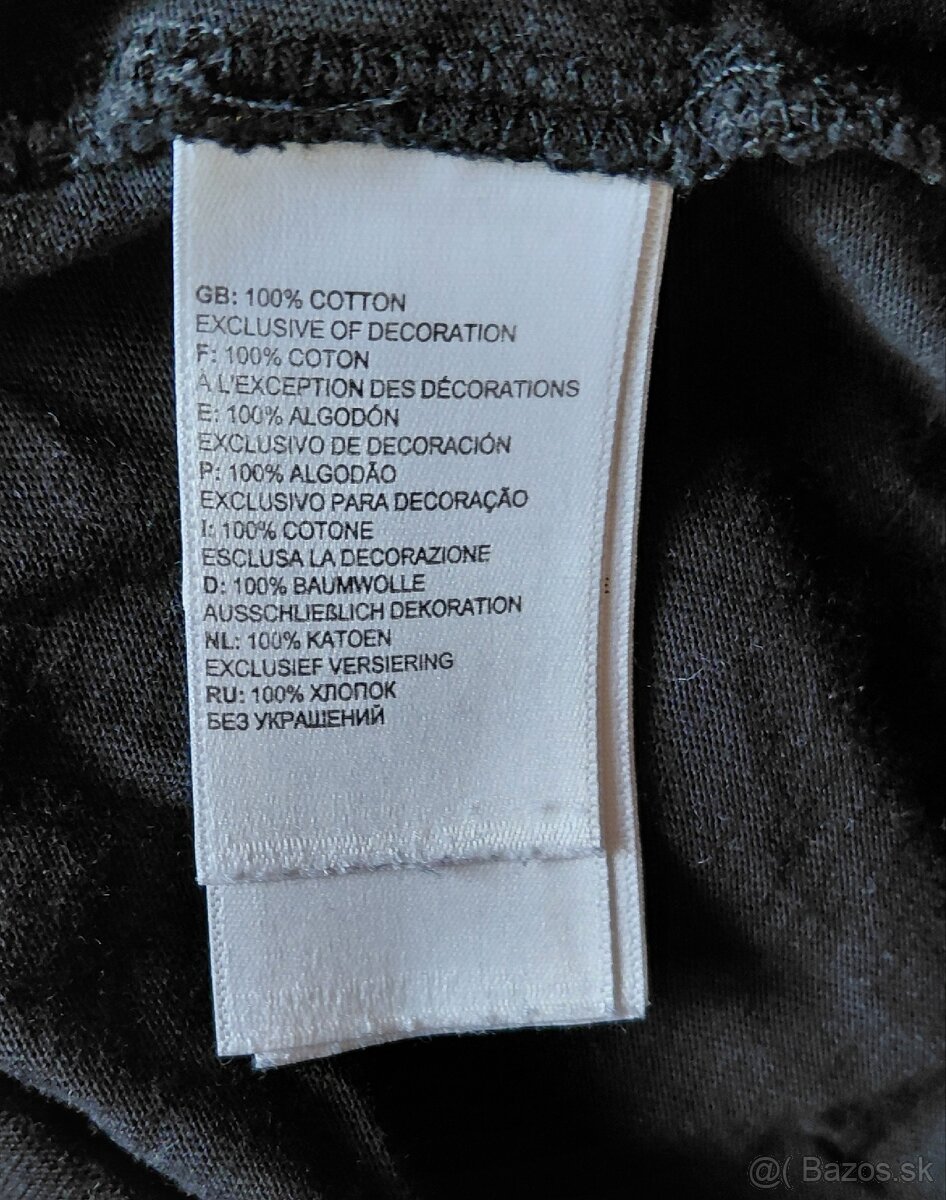 GB: 100% COTTON
EXCLUSIVE OF DECORATION
F: 100% COTON
A L'EXCEPTION DES DÉCORATIONS
E: 100% ALGODÓN
EXCLUSIVO DE DECORACIÓN
P: 100% ALGODÃO
EXCLUSIVO PARA DECORAÇÃO
I: 100% COTONE
ESCLUSA LA DECORAZIONE
D: 100% BAUMWOLLE
AUSSCHLIEßLICH DEKORATION
NL: 100% KATOEN
EXCLUSIEF VERSIERING
RU: 100% ХЛОПОК
БЕЗ УКРАШЕНИЙ
@( Bazos.sk